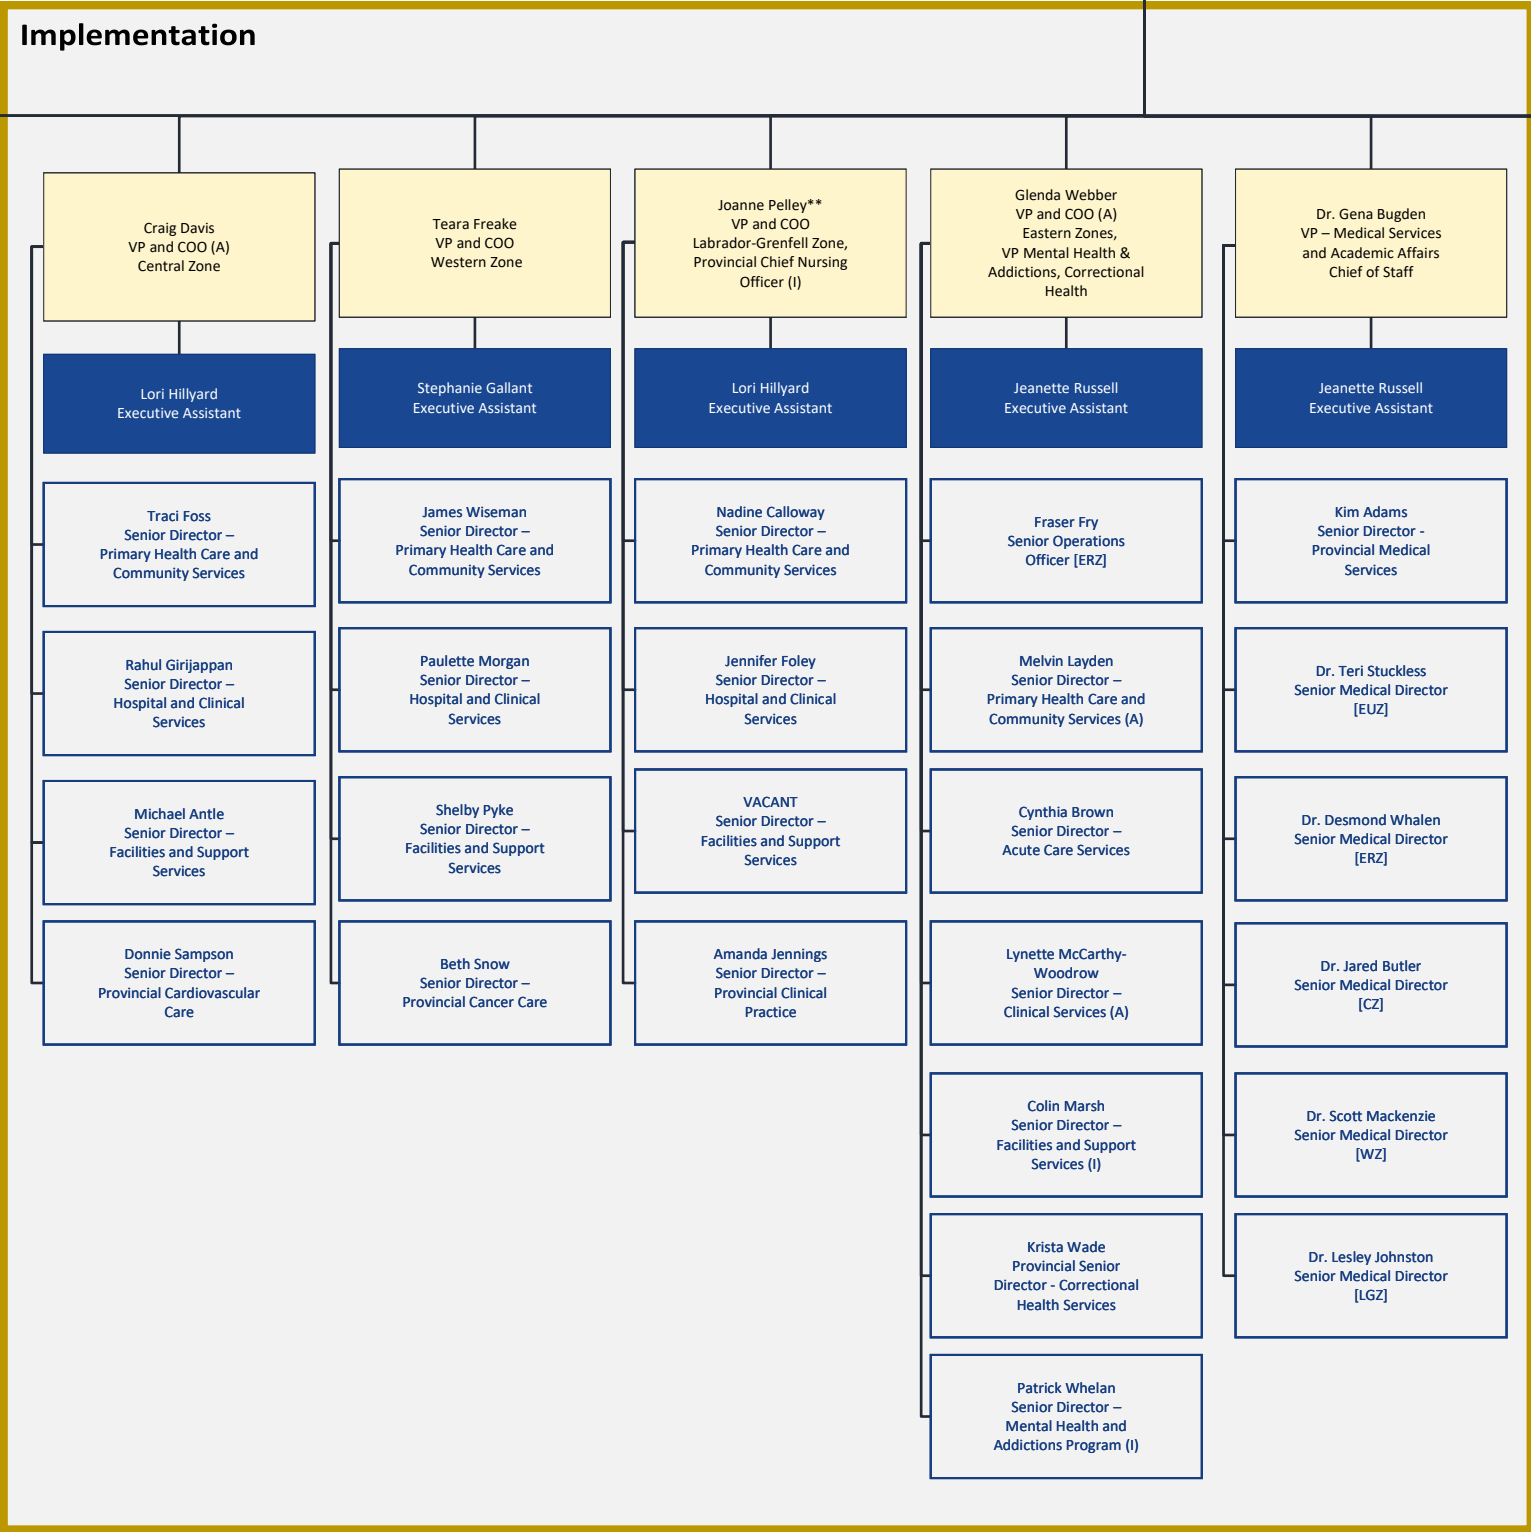 Implementation
Craig Davis
VP and COO (A)
Central Zone
Lori Hillyard
Executive Assistant
Traci Foss
Senior Director –
Primary Health Care and
Community Services
Rahul Girijappan
Senior Director –
Hospital and Clinical
Services
Michael Antle
Senior Director –
Facilities and Support
Services
Donnie Sampson
Senior Director –
Provincial Cardiovascular
Care
Teara Freake
VP and COO
Western Zone
Stephanie Gallant
Executive Assistant
James Wiseman
Senior Director –
Primary Health Care and
Community Services
Paulette Morgan
Senior Director –
Hospital and Clinical
Services
Shelby Pyke
Senior Director –
Facilities and Support
Services
Beth Snow
Senior Director –
Provincial Cancer Care
Joanne Pelley**
VP and COO
Labrador-Grenfell Zone,
Provincial Chief Nursing
Officer (I)
Lori Hillyard
Executive Assistant
Nadine Calloway
Senior Director –
Primary Health Care and
Community Services
Jennifer Foley
Senior Director –
Hospital and Clinical
Services
VACANT
Senior Director –
Facilities and Support
Services
Amanda Jennings
Senior Director –
Provincial Clinical
Practice
Glenda Webber
VP and COO (A)
Eastern Zones,
VP Mental Health &
Addictions, Correctional
Health
Jeanette Russell
Executive Assistant
Fraser Fry
Senior Operations
Officer [ERZ]
Melvin Layden
Senior Director –
Primary Health Care and
Community Services (A)
Cynthia Brown
Senior Director –
Acute Care Services
Lynette McCarthy-
Woodrow
Senior Director –
Clinical Services (A)
Colin Marsh
Senior Director –
Facilities and Support
Services (I)
Krista Wade
Provincial Senior
Director - Correctional
Health Services
Patrick Whelan
Senior Director –
Mental Health and
Addictions Program (I)
Dr. Gena Bugden
VP – Medical Services
and Academic Affairs
Chief of Staff
Jeanette Russell
Executive Assistant
Kim Adams
Senior Director -
Provincial Medical
Services
Dr. Teri Stuckless
Senior Medical Director
[EUZ]
Dr. Desmond Whalen
Senior Medical Director
[ERZ]
Dr. Jared Butler
Senior Medical Director
[CZ]
Dr. Scott Mackenzie
Senior Medical Director
[WZ]
Dr. Lesley Johnston
Senior Medical Director
[LGZ]